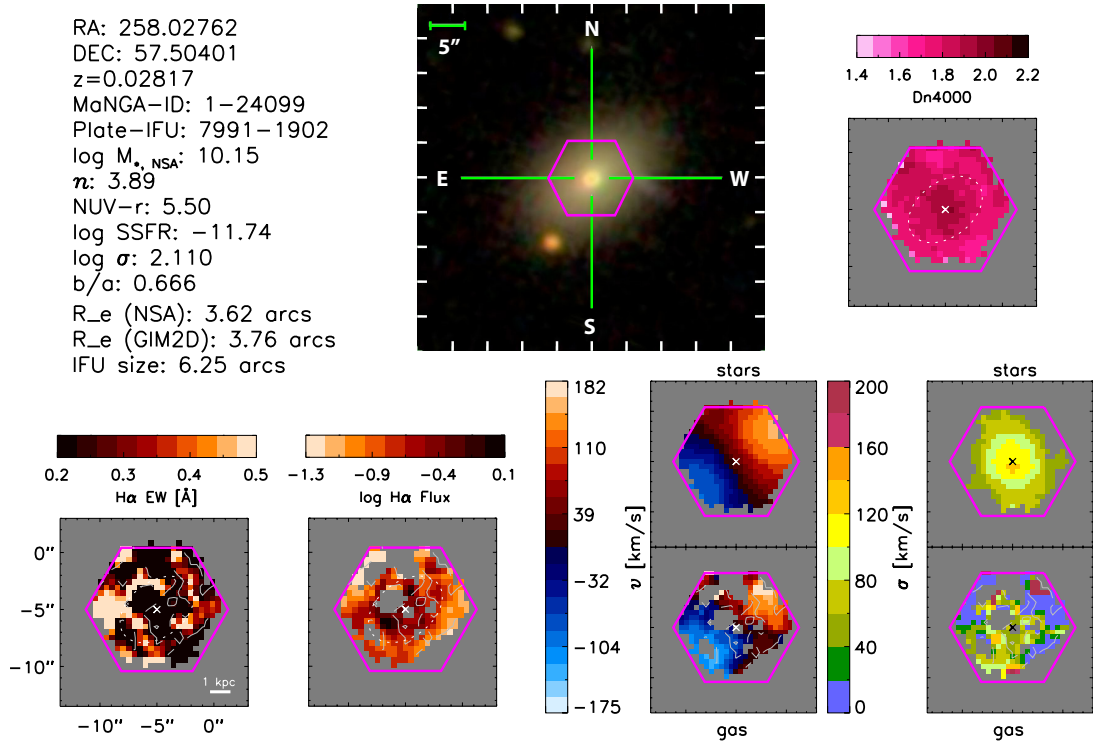 RA: 258.02762
DEC: 57.50401
z=0.02817
MaNGA-ID: 1-24099
Plate-IFU: 7991-1902
log M*, NSA: 10.15
n: 3.89
NUV-r: 5.50
log SSFR: -11.74
log σ: 2.110
b/a: 0.666
R_e (NSA): 3.62 arcs
R_e (GIM2D): 3.76 arcs
IFU size: 6.25 arcs
5"
N
E
W
S
1.4 1.6 1.8 2.0 2.2
Dn4000
0.2 0.3 0.4 0.5
Hα EW [Å]
-1.3 -0.9 -0.4 0.1
log Hα Flux
0"
-5"
-10"
1 kpc
-10" -5" 0"
182
110
39
-32
-104
-175
v [km/s]
stars
gas
200
160
120
80
40
0
σ [km/s]
stars
gas